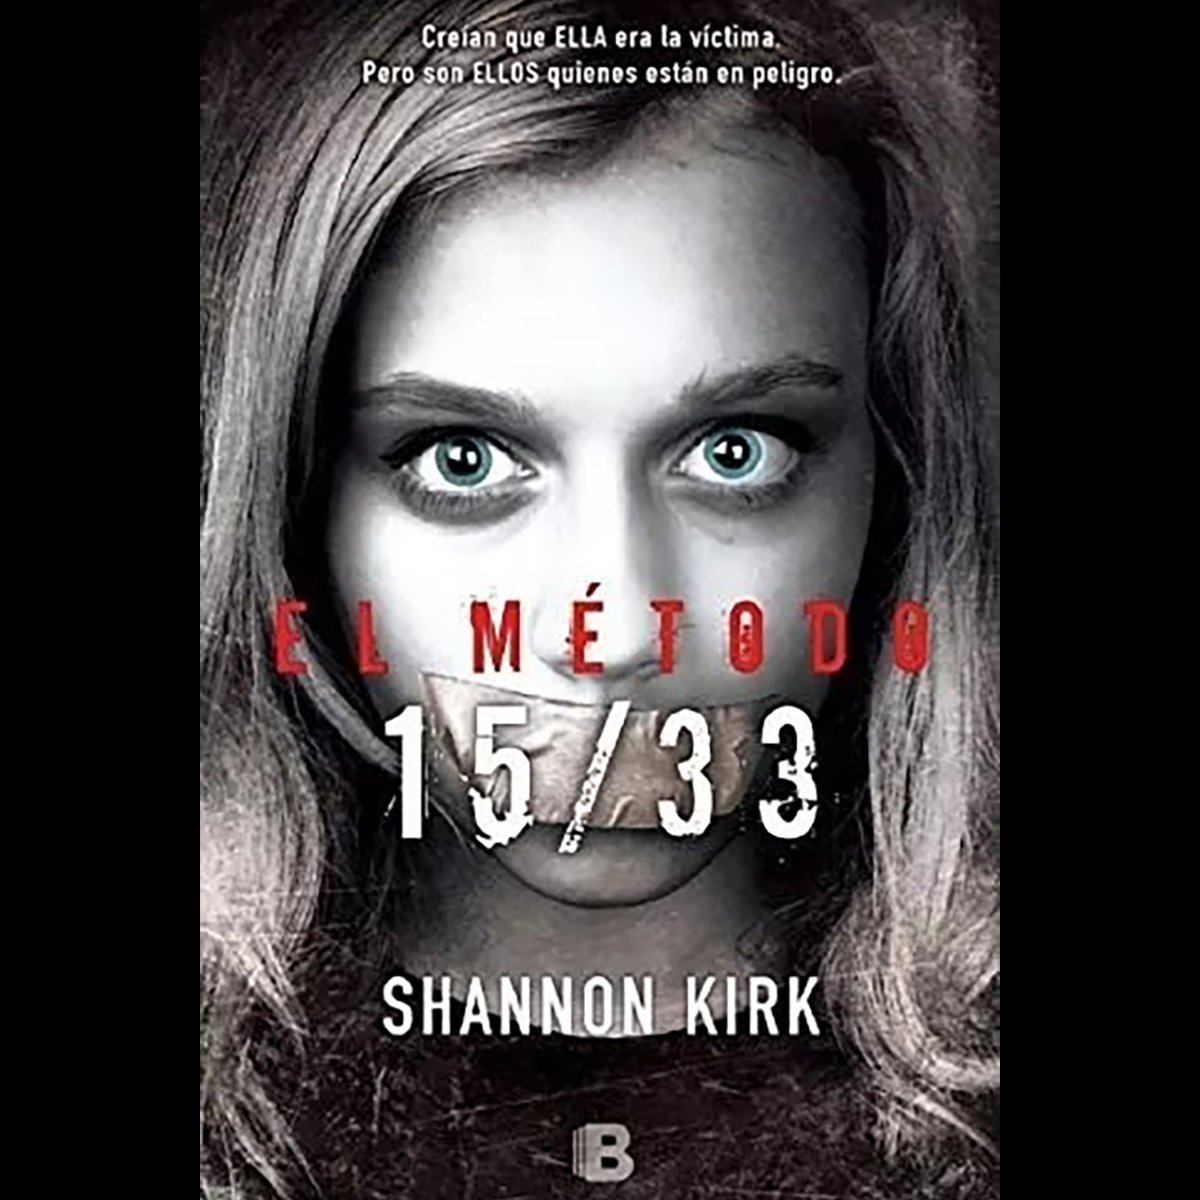 Creían que ELLA era la víctima.
Pero son ELLOS quienes están en peligro.
EL MÉTODO
15/33
SHANNON KIRK
B